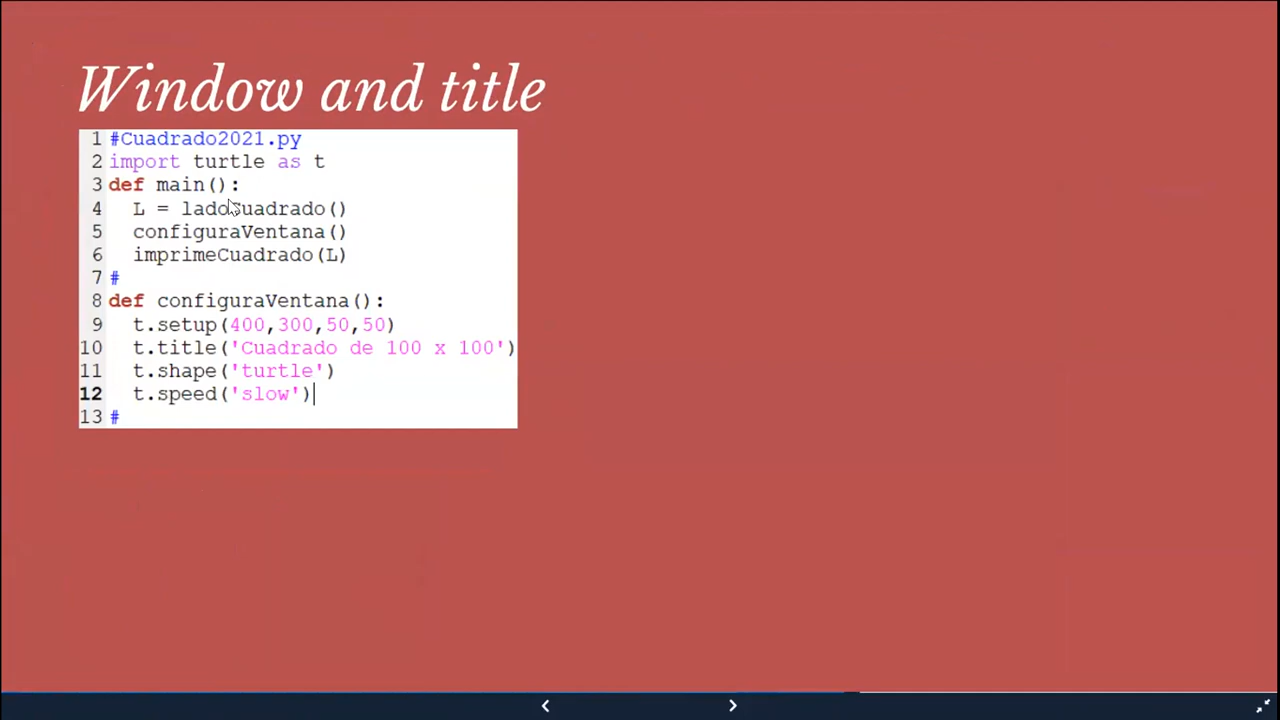 Window and title
1 #Cuadrado2021.py
2 import turtle as t
3 def main():
4   L = ladoCuadrado()
5   configuraVentana()
6   imprimeCuadrado(L)
7 #
8 def configuraVentana():
9   t.setup(400,300,50,50)
10   t.title('Cuadrado de 100 x 100')
11   t.shape('turtle')
12   t.speed('slow')
13 #